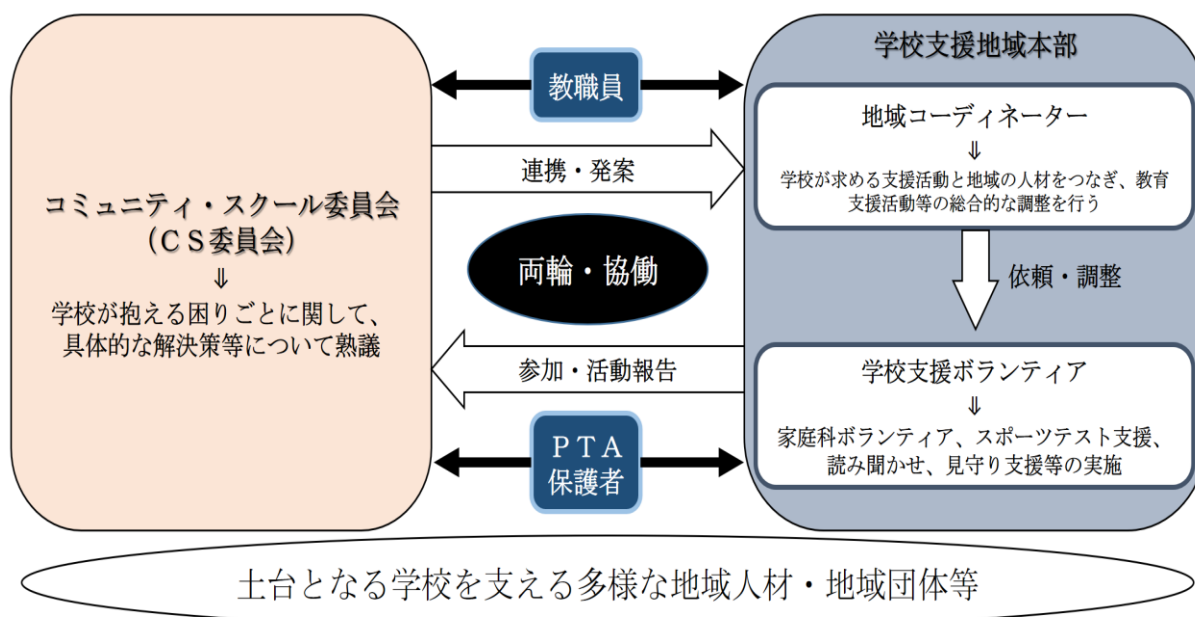 コミュニティ・スクール委員会
（ＣＳ委員会）
⇓
学校が抱える困りごとに関して、
具体的な解決策等について熟議
教職員
連携・発案
両輪・協働
参加・活動報告
ＰＴＡ
保護者
学校支援地域本部
地域コーディネーター
⇓
学校が求める支援活動と地域の人材をつなぎ、教育
支援活動等の総合的な調整を行う
依頼・調整
学校支援ボランティア
⇓
家庭科ボランティア、スポーツテスト支援、
読み聞かせ、見守り支援等の実施
土台となる学校を支える多様な地域人材・地域団体等